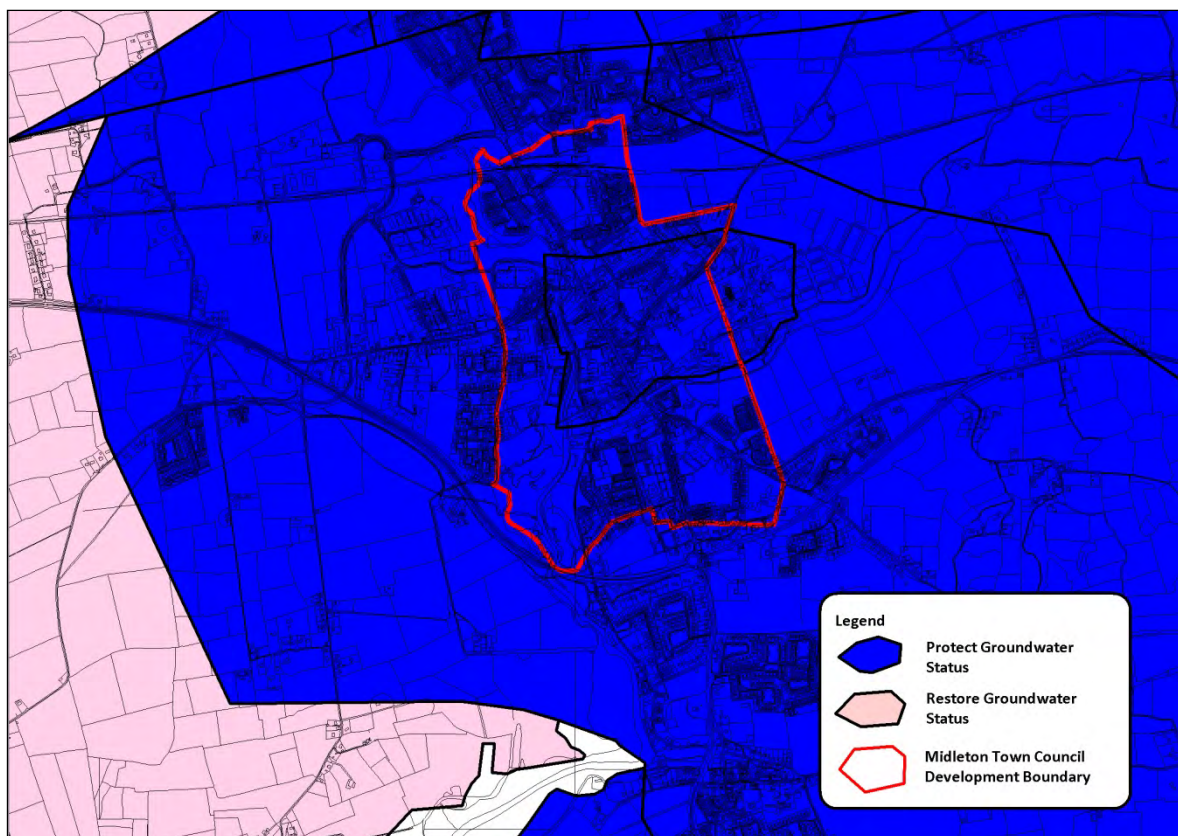 Legend
Protect Groundwater
Status
Restore Groundwater
Status
Midleton Town Council
Development Boundary